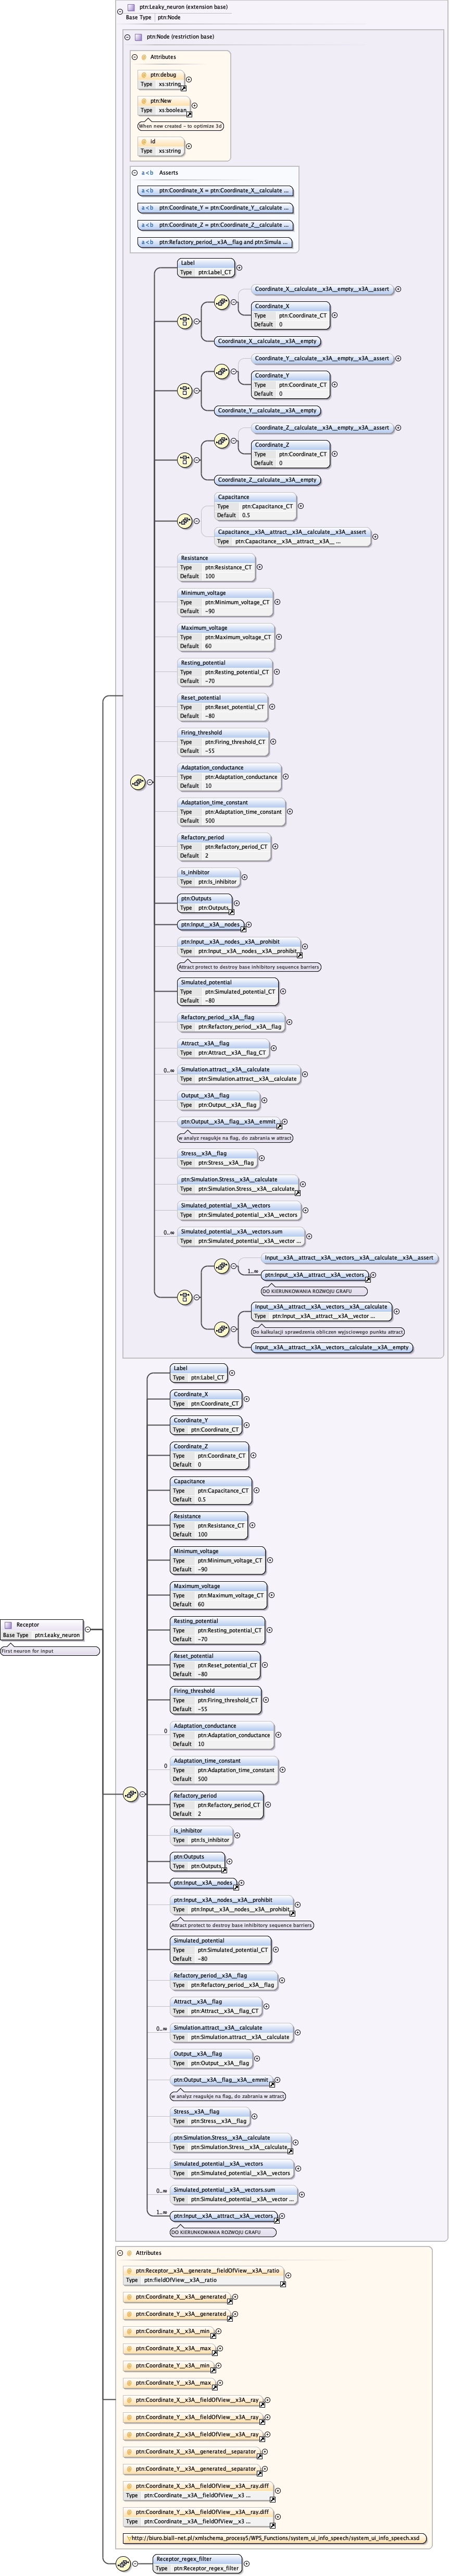 ptn:Leaky_neuron (extension base)
Base Type ptn:Node
ptn:Node (restriction base)
Attributes
ptn:debug
Type xs:string
ptn:New
Type xs:boolean
When new created - to optimize 3d
id
Type xs:string
a<b Asserts
a<b ptn:Coordinate_X = ptn:Coordinate_X__calculate ...
a<b ptn:Coordinate_Y = ptn:Coordinate_Y__calculate ...
a<b ptn:Coordinate_Z = ptn:Coordinate_Z__calculate ...
a<b ptn:Refactory_period__x3A__flag and ptn:Simula ...
Label
Type ptn:Label_CT
Coordinate_X__calculate__x3A__empty__x3A__assert
Coordinate_X
Type ptn:Coordinate_CT
Default 0
Coordinate_X__calculate__x3A__empty
Coordinate_Y__calculate__x3A__empty__x3A__assert
Coordinate_Y
Type ptn:Coordinate_CT
Default 0
Coordinate_Y__calculate__x3A__empty
Coordinate_Z__calculate__x3A__empty__x3A__assert
Coordinate_Z
Type ptn:Coordinate_CT
Default 0
Coordinate_Z__calculate__x3A__empty
Capacitance
Type ptn:Capacitance_CT
Default 0.5
Capacitance__x3A__attract__x3A__calculate__x3A__assert
Type ptn:Capacitance__x3A__attract__x3A__ ...
Resistance
Type ptn:Resistance_CT
Default 100
Minimum_voltage
Type ptn:Minimum_voltage_CT
Default -90
Maximum_voltage
Type ptn:Maximum_voltage_CT
Default 60
Resting_potential
Type ptn:Resting_potential_CT
Default -70
Reset_potential
Type ptn:Reset_potential_CT
Default -80
Firing_threshold
Type ptn:Firing_threshold_CT
Default -55
Adaptation_conductance
Type ptn:Adaptation_conductance
Default 10
Adaptation_time_constant
Type ptn:Adaptation_time_constant
Default 500
Refactory_period
Type ptn:Refactory_period_CT
Default 2
Is_inhibitor
Type ptn:Is_inhibitor
ptn:Outputs
Type ptn:Outputs
ptn:Input__x3A__nodes
ptn:Input__x3A__nodes__x3A__prohibit
Type ptn:Input__x3A__nodes__x3A__prohibit
Attract protect to destroy base inhibitory sequence barriers
Simulated_potential
Type ptn:Simulated_potential_CT
Default -80
Refactory_period__x3A__flag
Type ptn:Refactory_period__x3A__flag
Attract__x3A__flag
Type ptn:Attract__x3A__flag_CT
0..∞ Simulation.attract__x3A__calculate
Type ptn:Simulation.attract__x3A__calculate
Output__x3A__flag
Type ptn:Output__x3A__flag
ptn:Output__x3A__flag__x3A__emmit
w analyz reagukje na flag, do zabrania w attract
Stress__x3A__flag
Type ptn:Stress__x3A__flag
ptn:Simulation.Stress__x3A__calculate
Type ptn:Simulation.Stress__x3A__calculate
Simulated_potential__x3A__vectors
Type ptn:Simulated_potential__x3A__vectors
0..∞ Simulated_potential__x3A__vectors.sum
Type ptn:Simulated_potential__x3A__vector ...
Input__x3A__attract__x3A__vectors__x3A__calculate__x3A__assert
1..∞ ptn:Input__x3A__attract__x3A__vectors
DO KIERUNKOWANIA ROZWOJU GRAFU
Input__x3A__attract__x3A__vectors__x3A__calculate
Type ptn:Input__x3A__attract__x3A__vector ...
Do kalkulacji sprawdzenia obliczen wyjsciowego punktu attract
Input__x3A__attract__x3A__vectors__calculate__x3A__empty
Label
Type ptn:Label_CT
Coordinate_X
Type ptn:Coordinate_CT
Coordinate_Y
Type ptn:Coordinate_CT
Coordinate_Z
Type ptn:Coordinate_CT
Default 0
Capacitance
Type ptn:Capacitance_CT
Default 0.5
Resistance
Type ptn:Resistance_CT
Default 100
Minimum_voltage
Type ptn:Minimum_voltage_CT
Default -90
Maximum_voltage
Type ptn:Maximum_voltage_CT
Default 60
Receptor
Base Type ptn:Leaky_neuron
First neuron for input
Resting_potential
Type ptn:Resting_potential_CT
Default -70
Reset_potential
Type ptn:Reset_potential_CT
Default -80
Firing_threshold
Type ptn:Firing_threshold_CT
Default -55
0 Adaptation_conductance
Type ptn:Adaptation_conductance
Default 10
0 Adaptation_time_constant
Type ptn:Adaptation_time_constant
Default 500
Refactory_period
Type ptn:Refactory_period_CT
Default 2
Is_inhibitor
Type ptn:Is_inhibitor
ptn:Outputs
Type ptn:Outputs
ptn:Input__x3A__nodes
ptn:Input__x3A__nodes__x3A__prohibit
Type ptn:Input__x3A__nodes__x3A__prohibit
Attract protect to destroy base inhibitory sequence barriers
Simulated_potential
Type ptn:Simulated_potential_CT
Default -80
Refactory_period__x3A__flag
Type ptn:Refactory_period__x3A__flag
Attract__x3A__flag
Type ptn:Attract__x3A__flag_CT
0..∞ Simulation.attract__x3A__calculate
Type ptn:Simulation.attract__x3A__calculate
Output__x3A__flag
Type ptn:Output__x3A__flag
ptn:Output__x3A__flag__x3A__emmit
w analyz reagukje na flag, do zabrania w attract
Stress__x3A__flag
Type ptn:Stress__x3A__flag
ptn:Simulation.Stress__x3A__calculate
Type ptn:Simulation.Stress__x3A__calculate
Simulated_potential__x3A__vectors
Type ptn:Simulated_potential__x3A__vectors
0..∞ Simulated_potential__x3A__vectors.sum
Type ptn:Simulated_potential__x3A__vector ...
1..∞ ptn:Input__x3A__attract__x3A__vectors
DO KIERUNKOWANIA ROZWOJU GRAFU
Attributes
ptn:Receptor__x3A__generate__fieldOfView__x3A__ratio
Type ptn:fieldOfView__x3A__ratio
ptn:Coordinate_X__x3A__generated
ptn:Coordinate_Y__x3A__generated
ptn:Coordinate_X__x3A__min
ptn:Coordinate_X__x3A__max
ptn:Coordinate_Y__x3A__min
ptn:Coordinate_Y__x3A__max
ptn:Coordinate_X__x3A__fieldOfView__x3A__ray
ptn:Coordinate_Y__x3A__fieldOfView__x3A__ray
ptn:Coordinate_Z__x3A__fieldOfView__x3A__ray
ptn:Coordinate_X__x3A__generated__separator
ptn:Coordinate_Y__x3A__generated__separator
ptn:Coordinate_X__x3A__fieldOfView__x3A__ray.diff
Type ptn:Coordinate__x3A__fieldOfView__x3 ...
ptn:Coordinate_Y__x3A__fieldOfView__x3A__ray.diff
Type ptn:Coordinate__x3A__fieldOfView__x3 ...
http://biuro.biall-net.pl/xmlschema_procesy5/WPS_Functions/system_ui_info_speech/system_ui_info_speech.xsd
Receptor_regex_filter
Type ptn:Receptor_regex_filter